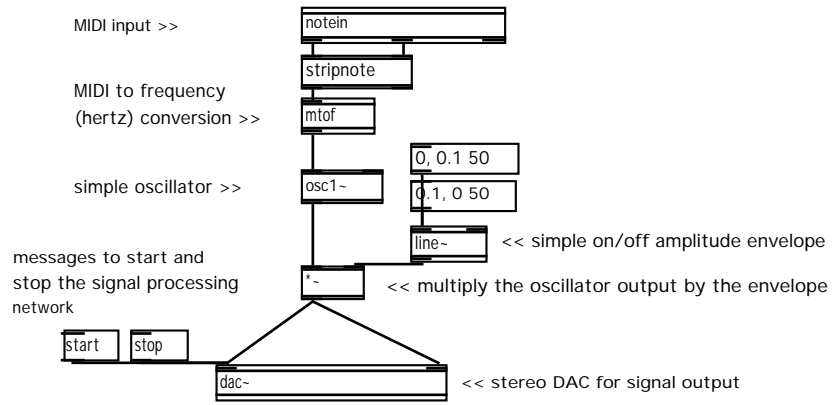 MIDI input >>
notein
stripnote
MIDI to frequency
(hertz) conversion >>
mtof
0, 0.1 50
simple oscillator >>
osc1~
0.1, 0 50
line~
<< simple on/off amplitude envelope
messages to start and
stop the signal processing
network
*~
<< multiply the oscillator output by the envelope
start
stop
dac~
<< stereo DAC for signal output